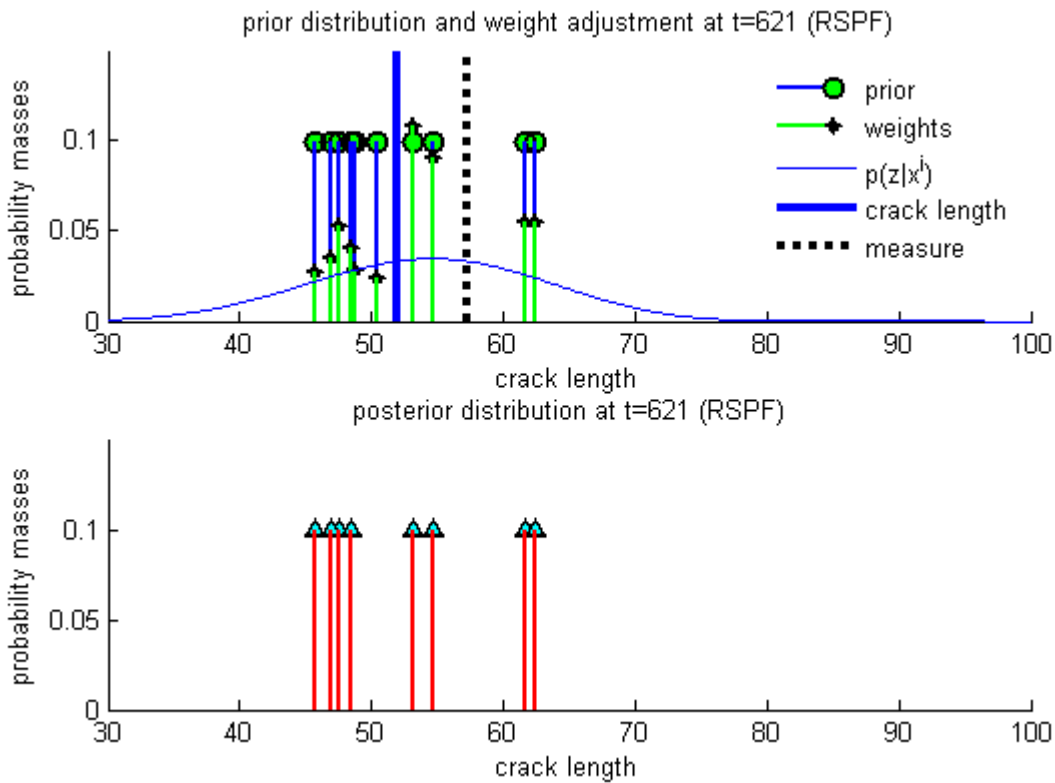 prior distribution and weight adjustment at t=621 (RSPF)
probability masses
0.1
0.05
0
30 40 50 60 70 80 90 100
crack length
prior
weights
p(z|x^i)
crack length
measure
posterior distribution at t=621 (RSPF)
probability masses
0.1
0.05
0
30 40 50 60 70 80 90 100
crack length